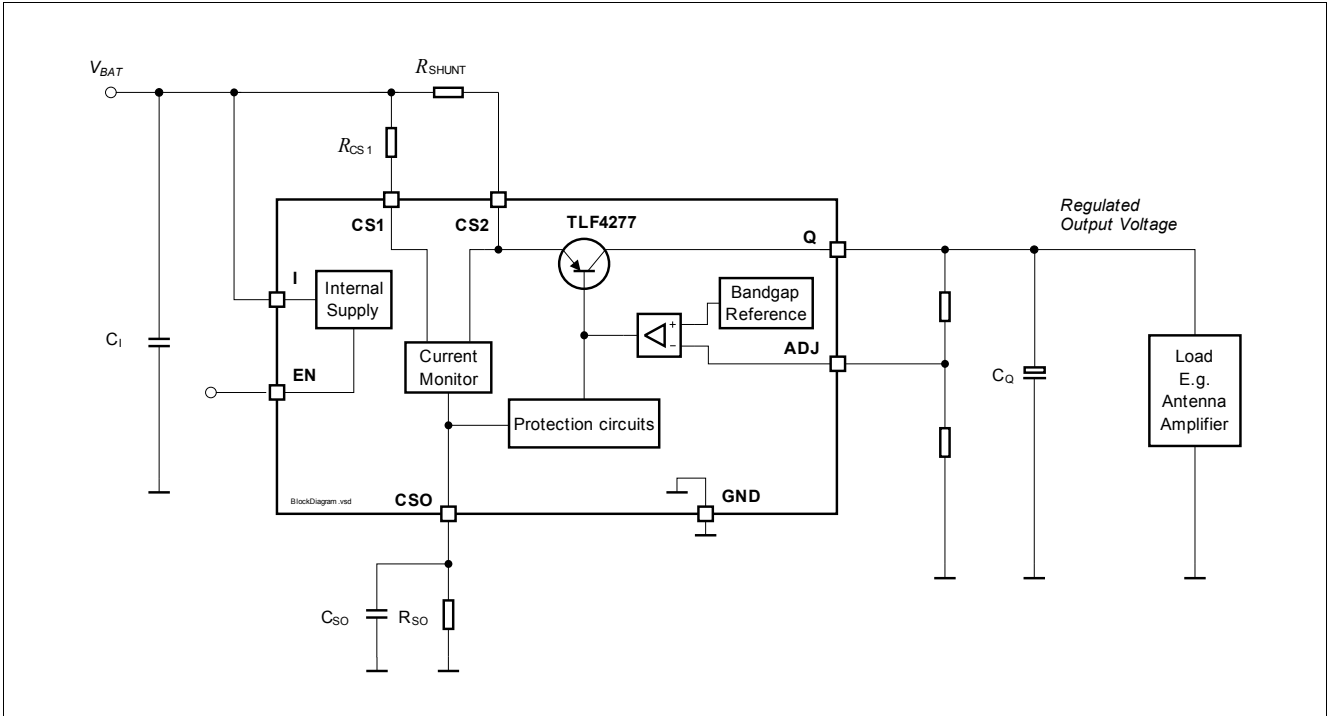 V_BAT
R_SHUNT
R_CS1
CS1
CS2
TLF4277
Q
Regulated
Output Voltage
I
Internal
Supply
Bandgap
Reference
+
−
ADJ
C_I
EN
Current
Monitor
C_Q
Load
E.g.
Antenna
Amplifier
Protection circuits
BlockDiagram.vsd
CSO
GND
C_SO
R_SO